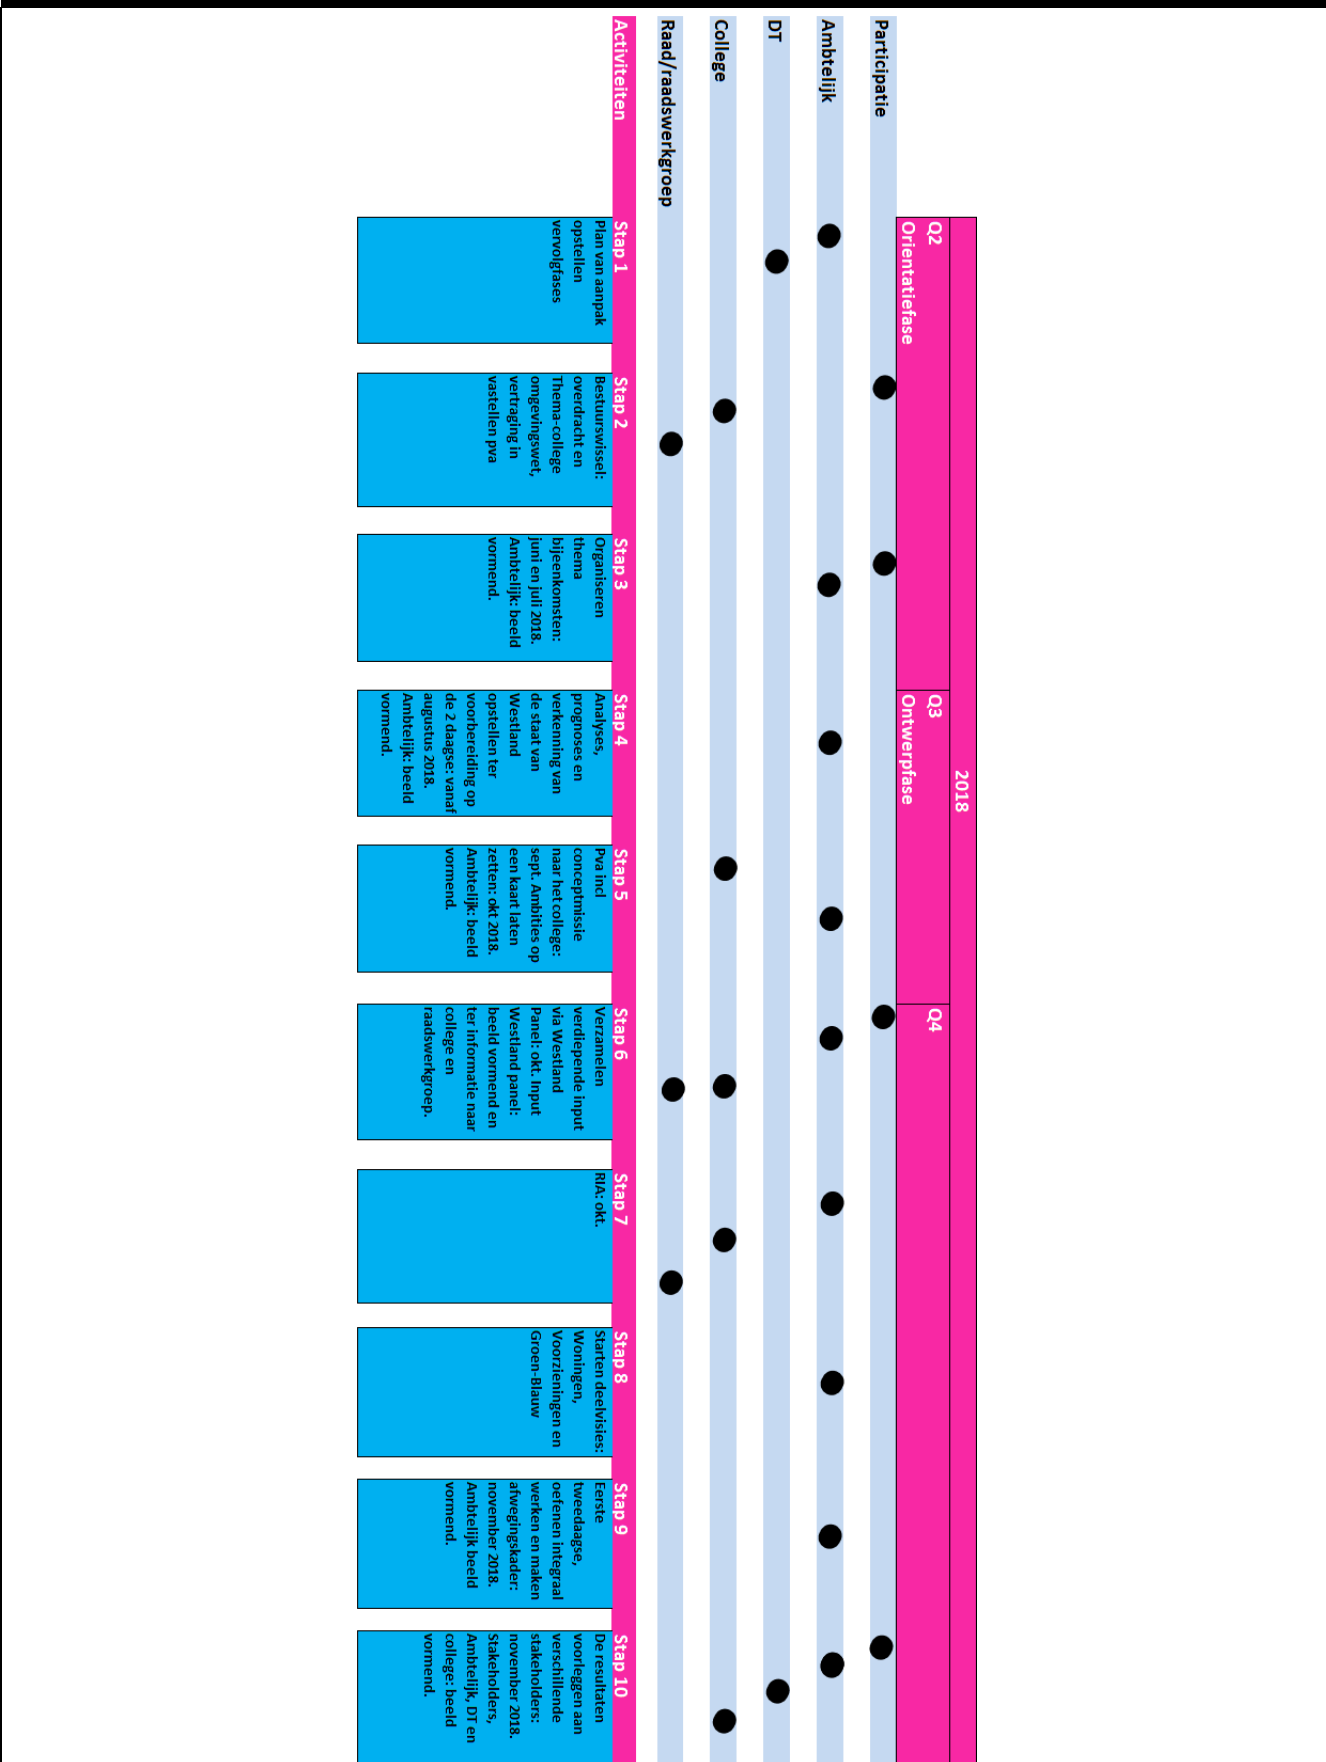 2018
Q2
Orientatiefase
Q3
Ontwerpfase
Q4
Participatie
Ambtelijk
DT
College
Raad/raadswerkgroep
Activiteiten
Stap 1
Plan van aanpak
opstellen
vervolgfases
Stap 2
Bestuurswissel:
overdracht en
Thema-college
omgevingswet,
vertraging in
vastellen pva
Stap 3
Organiseren
thema
bijeenkomsten:
juni en juli 2018.
Ambtelijk: beeld
vormend.
Stap 4
Analyses,
prognoses en
verkenning van
de staat van
Westland
opstellen ter
voorbereiding op
de 2 daagse: vanaf
augustus 2018.
Ambtelijk: beeld
vormend.
Stap 5
Pva incl
conceptmissie
naar het college:
sept. Ambities op
een kaart laten
zetten: okt 2018.
Ambtelijk: beeld
vormend.
Stap 6
Verzamelen
verdiepende input
via Westland
Panel: okt. Input
Westland panel:
beeld vormend en
ter informatie naar
college en
raadswerkgroep.
Stap 7
RIA: okt.
Stap 8
Starten deelvisies:
Woningen,
Voorzieningen en
Groen-Blauw
Stap 9
Eerste
tweedaagse,
oefenen integraal
werken en maken
afwegingskader:
november 2018.
Ambtelijk beeld
vormend.
Stap 10
De resultaten
voorleggen aan
verschillende
stakeholders:
november 2018.
Stakeholders,
Ambtelijk, DT en
college: beeld
vormend.